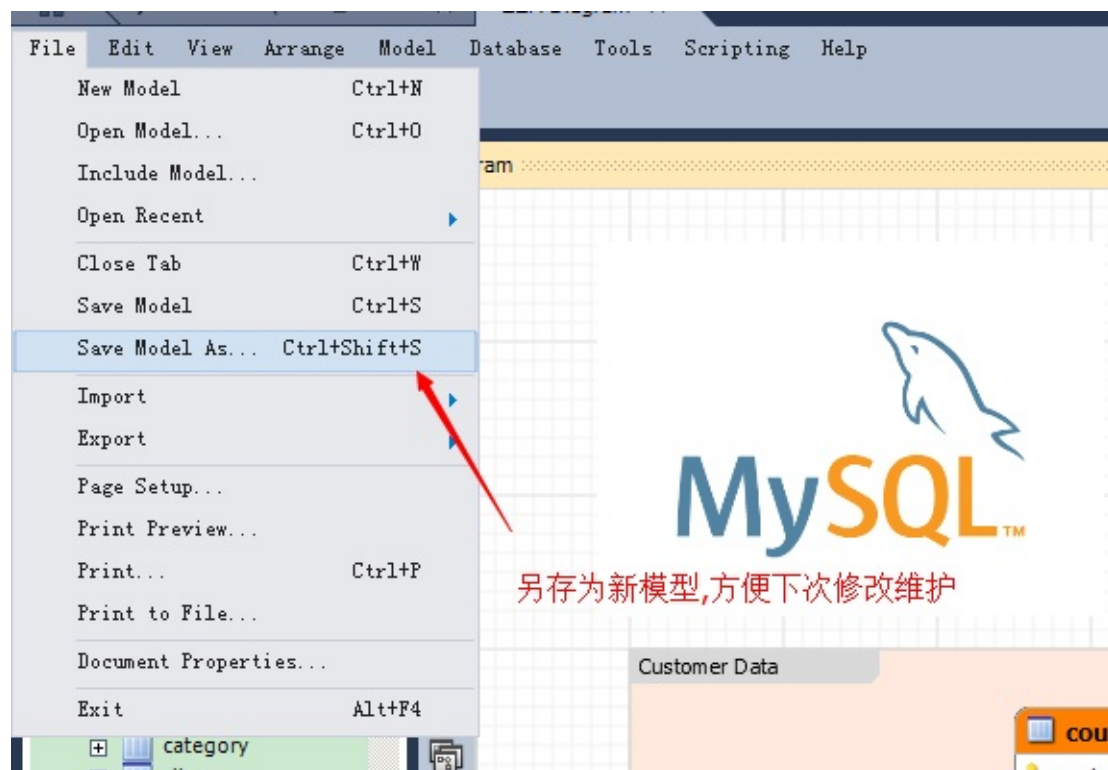 File Edit View Arrange Model Database Tools Scripting Help
New Model Ctrl+N
Open Model... Ctrl+O
Include Model...
Open Recent
Close Tab Ctrl+W
Save Model Ctrl+S
Save Model As... Ctrl+Shift+S
Import
Export
Page Setup...
Print Preview...
Print... Ctrl+P
Print to File...
Document Properties...
Exit Alt+F4
category
ram
MySQL™
另存为新模型,方便下次修改维护
Customer Data
cou